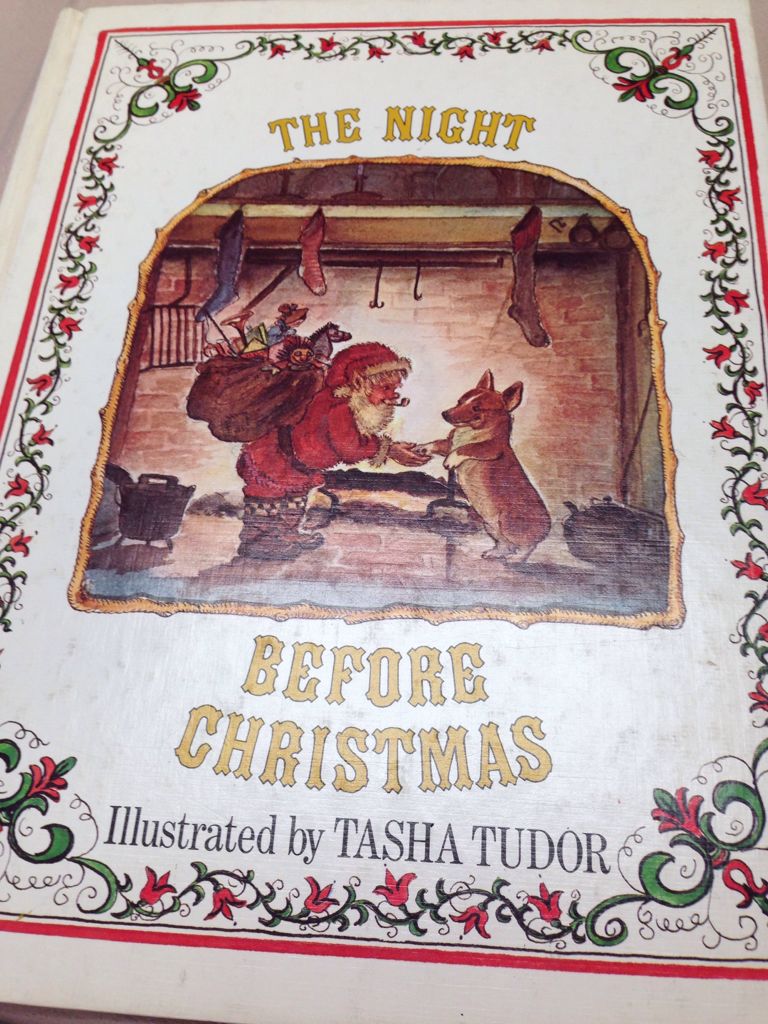 THE NIGHT
BEFORE
CHRISTMAS
Illustrated by TASHA TUDOR